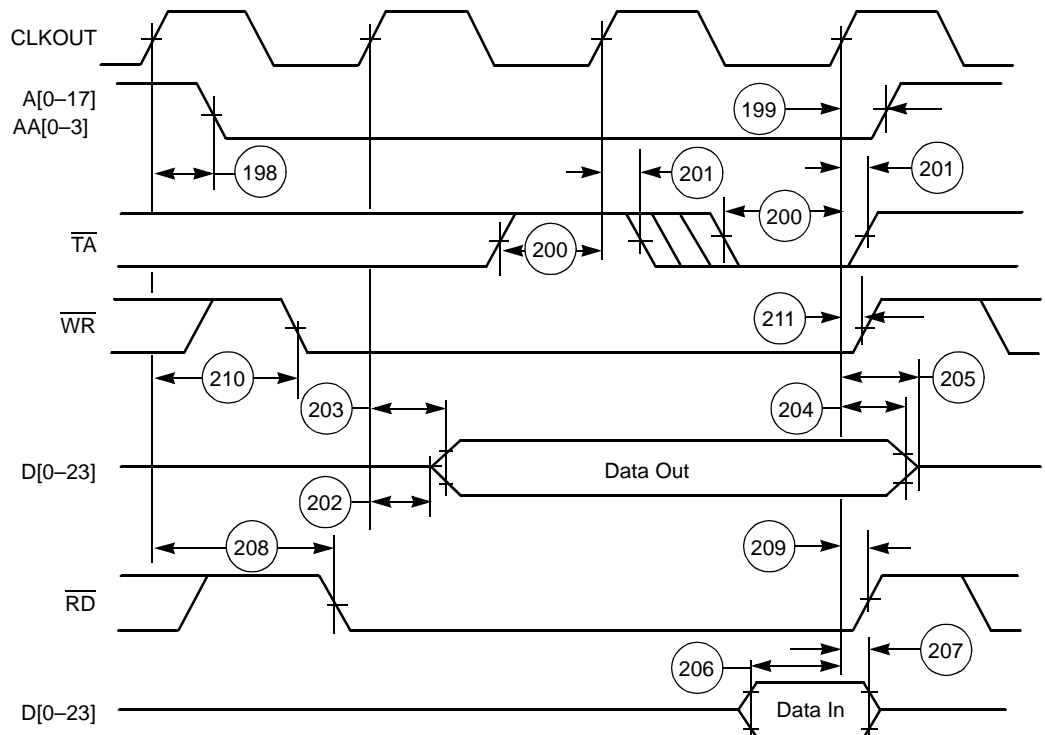 CLKOUT
A[0–17]
AA[0–3]
199
198
201
201
TA
200
200
WR
211
210
205
203
204
D[0–23]
Data Out
202
208
209
RD
206
207
D[0–23]
Data In